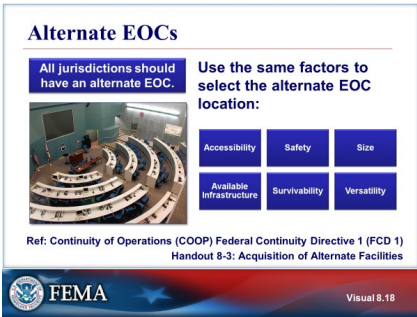 Alternate EOCs
All jurisdictions should
have an alternate EOC.
Use the same factors to
select the alternate EOC
location:
Accessibility
Safety
Size
Available
Infrastructure
Survivability
Versatility
Ref: Continuity of Operations (COOP) Federal Continuity Directive 1 (FCD 1)
Handout 8-3: Acquisition of Alternate Facilities
FEMA
Visual 8.18